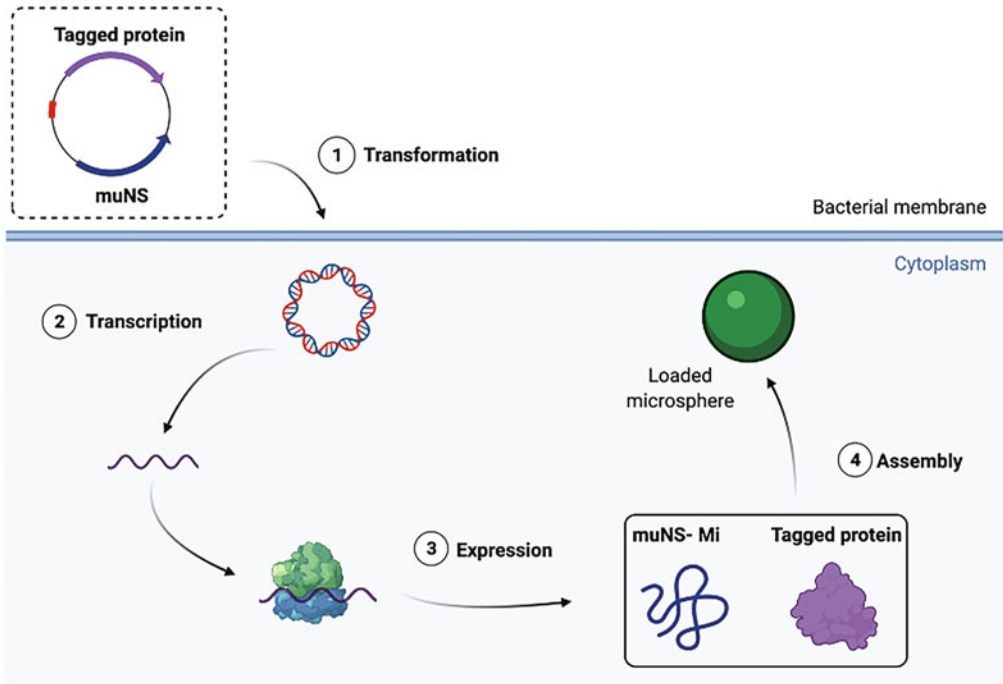 Tagged protein
muNS
1 Transformation
Bacterial membrane
Cytoplasm
2 Transcription
Loaded
microsphere
4 Assembly
3 Expression
muNS- Mi
Tagged protein